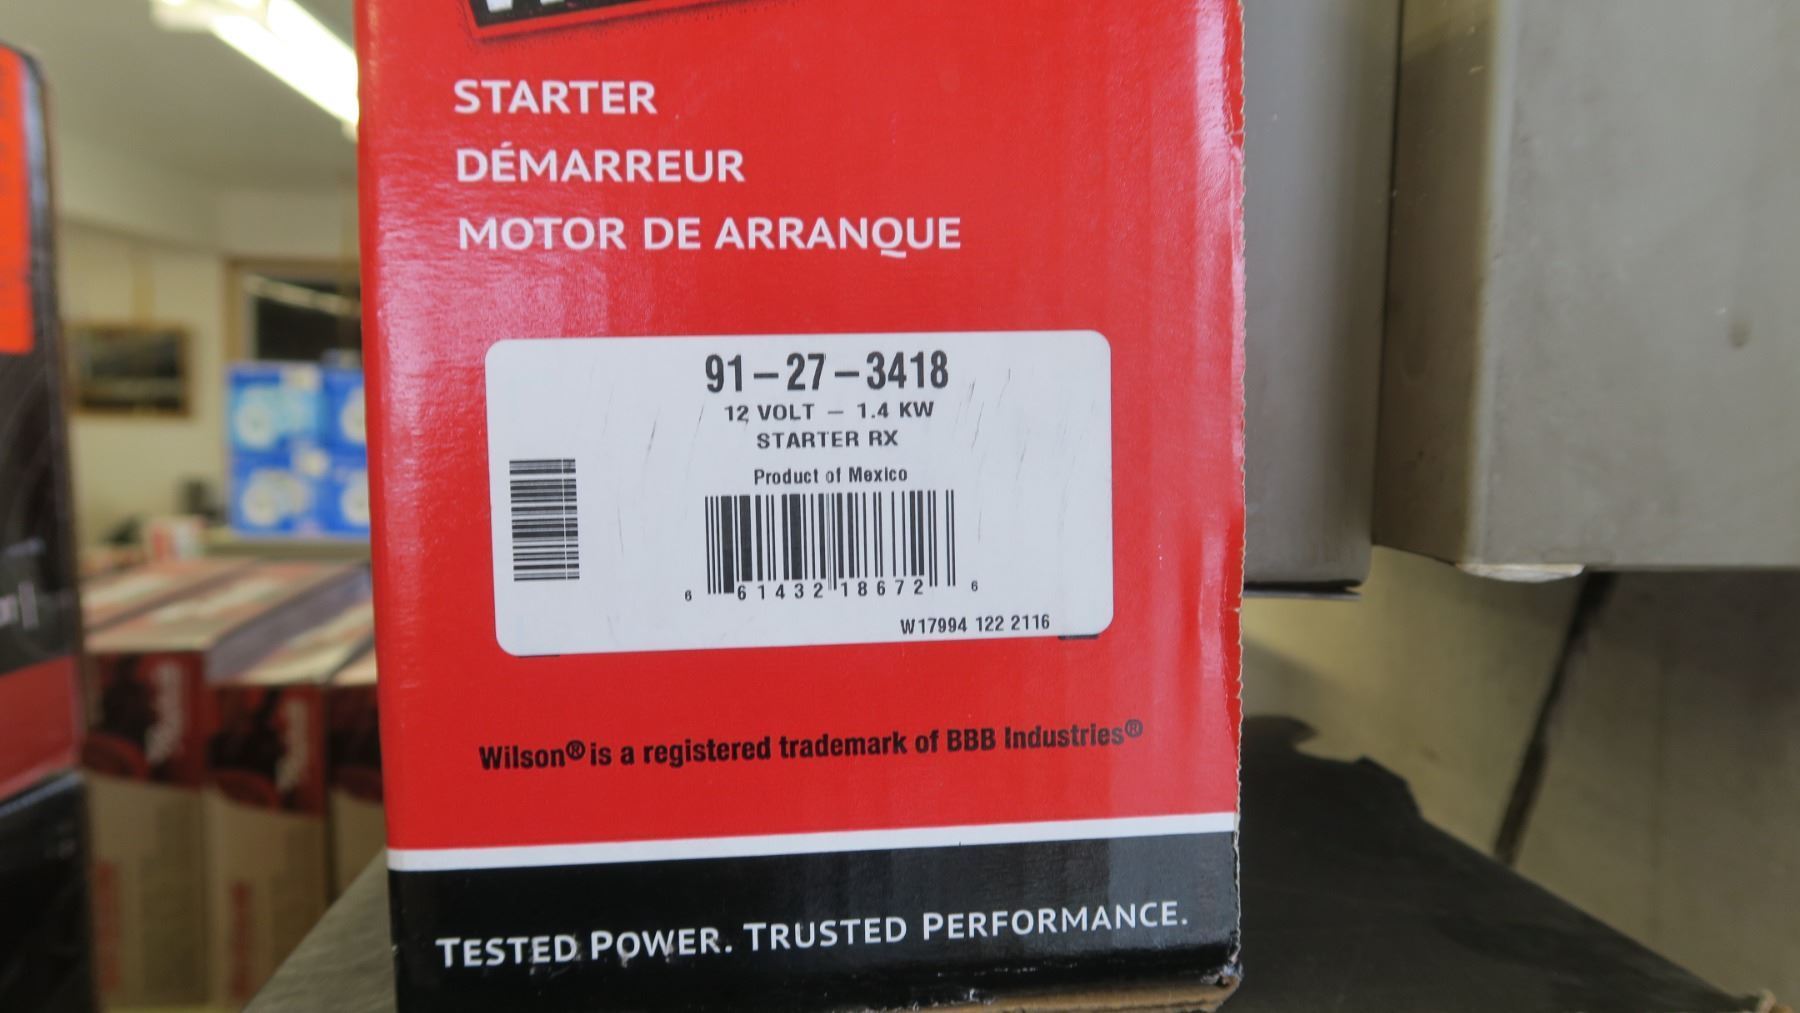 STARTER
DÉMARREUR
MOTOR DE ARRANQUE
91-27-3418
12 VOLT - 1.4 KW
STARTER RX
Product of Mexico
6 61432 18672 6
W17994 122 2116
Wilson® is a registered trademark of BBB Industries®
TESTED POWER. TRUSTED PERFORMANCE.